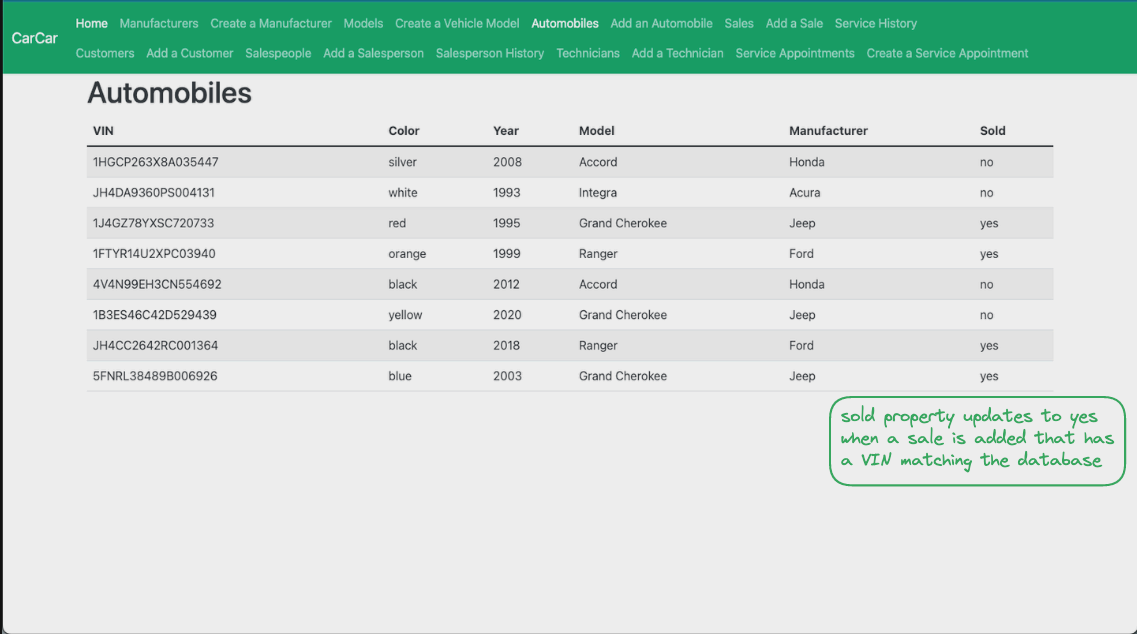 CarCar
Home Manufacturers Create a Manufacturer Models Create a Vehicle Model Automobiles Add an Automobile Sales Add a Sale Service History
Customers Add a Customer Salespeople Add a Salesperson Salesperson History Technicians Add a Technician Service Appointments Create a Service Appointment
Automobiles
VIN Color Year Model Manufacturer Sold
1HGCP263X8A035447 silver 2008 Accord Honda no
JH4DA9360PS004131 white 1993 Integra Acura no
1J4GZ78YXSC720733 red 1995 Grand Cherokee Jeep yes
1FTYR14U2XPC03940 orange 1999 Ranger Ford yes
4V4N99EH3CN554692 black 2012 Accord Honda no
1B3ES46C42D529439 yellow 2020 Grand Cherokee Jeep no
JH4CC2642RC001364 black 2018 Ranger Ford yes
5FNRL38489B006926 blue 2003 Grand Cherokee Jeep yes
sold property updates to yes
when a sale is added that has
a VIN matching the database